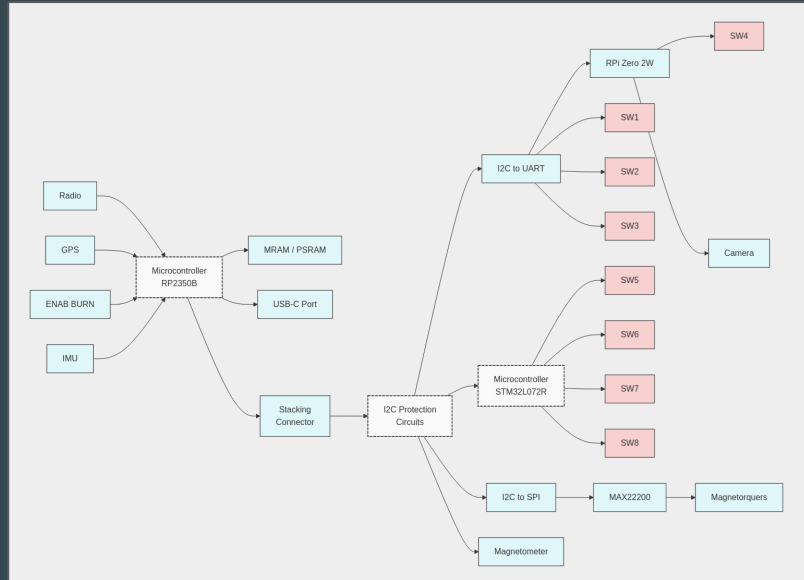 SW4
RPi Zero 2W
SW1
I2C to UART
SW2
Radio
SW3
GPS
MRAM / PSRAM
Camera
Microcontroller
RP2350B
SW5
ENAB BURN
USB-C Port
SW6
IMU
Microcontroller
STM32L072R
SW7
Stacking
Connector
I2C Protection
Circuits
SW8
I2C to SPI
MAX22200
Magnetorquers
Magnetometer